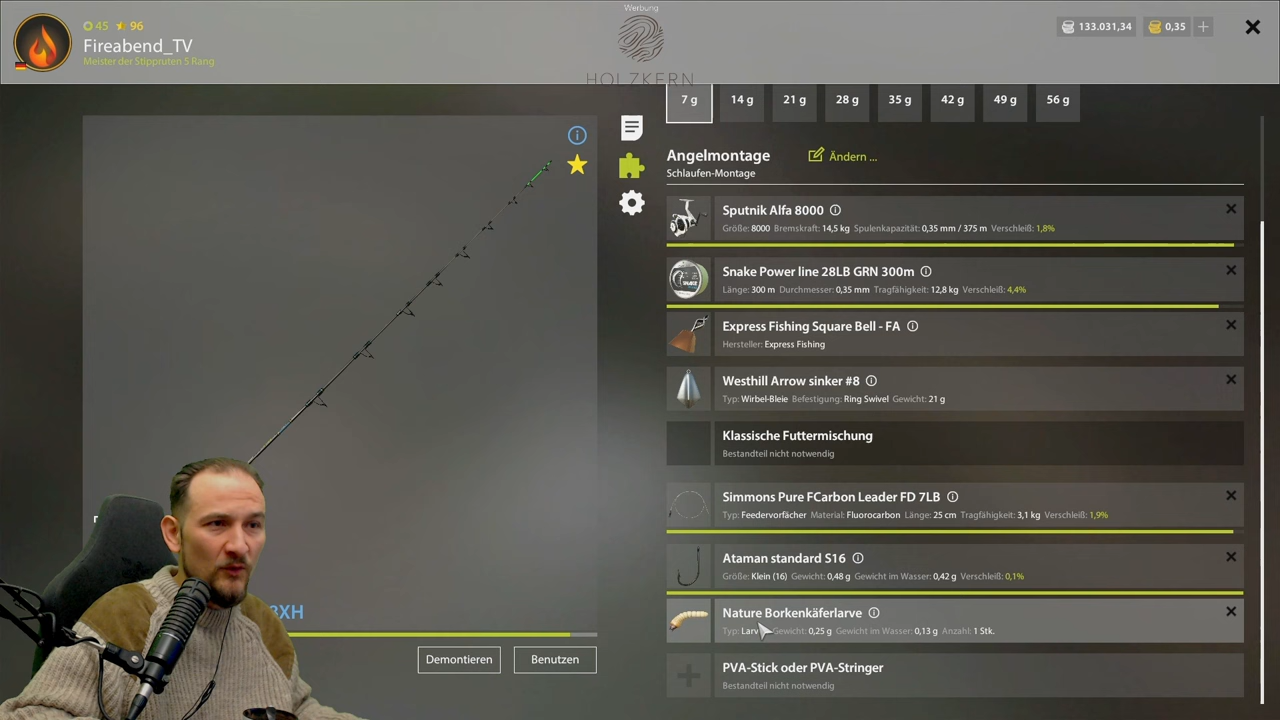 Werbung
45 96
Fireabend_TV
Meister der Stippruten 5 Rang
HOLZKERN
133.031,34
0,35
7 g
14 g
21 g
28 g
35 g
42 g
49 g
56 g
Angelmontage
Ändern ...
Schlaufen-Montage
Sputnik Alfa 8000
Größe: 8000 Bremskraft: 14,5 kg Spulenkapazität: 0,35 mm / 375 m Verschleiß: 1,8%
Snake Power line 28LB GRN 300m
Länge: 300 m Durchmesser: 0,35 mm Tragfähigkeit: 12,8 kg Verschleiß: 4,4%
Express Fishing Square Bell - FA
Hersteller: Express Fishing
Westhill Arrow sinker #8
Typ: Wirbel-Bleie Befestigung: Ring Swivel Gewicht: 21 g
Klassische Futtermischung
Bestandteil nicht notwendig
Simmons Pure FCarbon Leader FD 7LB
Typ: Feedervorfächer Material: Fluorocarbon Länge: 25 cm Tragfähigkeit: 3,1 kg Verschleiß: 1,9%
Ataman standard S16
Größe: Klein (16) Gewicht: 0,48 g Gewicht im Wasser: 0,42 g Verschleiß: 0,1%
Nature Borkenkäferlarve
Typ: Larv Gewicht: 0,25 g Gewicht im Wasser: 0,13 g Anzahl: 1 Stk.
PVA-Stick oder PVA-Stringer
Bestandteil nicht notwendig
3XH
Demontieren
Benutzen